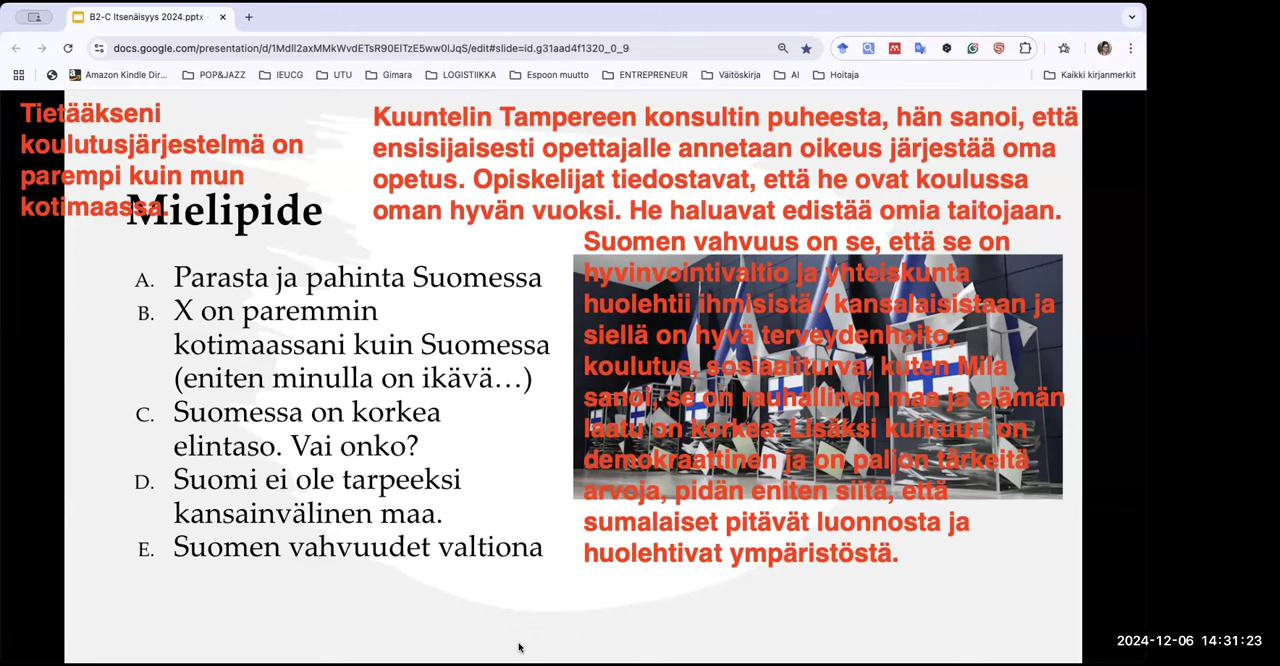 B2-C Itsenäisyys 2024.pptx
docs.google.com/presentation/d/1Mdll2axMMkWvdETsR90ElTzE5ww0lJqS/edit#slide=id.g31aad4f1320_0_9
Amazon Kindle Dir... POP&JAZZ IEUCG UTU Gimara LOGISTIIKKA Espoon muutto ENTREPRENEUR Väitöskirja AI Hoitaja Kaikki kirjanmerkit
Tietääkseni
koulutusjärjestelmä on
parempi kuin mun
kotimaassa.
Kuuntelin Tampereen konsultin puheesta, hän sanoi, että
ensisijaisesti opettajalle annetaan oikeus järjestää oma
opetus. Opiskelijat tiedostavat, että he ovat koulussa
oman hyvän vuoksi. He haluavat edistää omia taitojaan.
Mielipide
A. Parasta ja pahinta Suomessa
B. X on paremmin
kotimaassani kuin Suomessa
(eniten minulla on ikävä...)
C. Suomessa on korkea
elintaso. Vai onko?
D. Suomi ei ole tarpeeksi
kansainvälinen maa.
E. Suomen vahvuudet valtiona
Suomen vahvuus on se, että se on
hyvinvointivaltio ja yhteiskunta
huolehtii ihmisistä / kansalaisistaan ja
siellä on hyvä terveydenhoito,
koulutus, sosiaaliturva, kuten Mila
sanoi, se on rauhallinen maa ja elämän
laatu on korkea. Lisäksi kulttuuri on
demokraattinen ja on paljon tärkeitä
arvoja, pidän eniten siitä, että
sumalaiset pitävät luonnosta ja
huolehtivat ympäristöstä.
2024-12-06 14:31:23